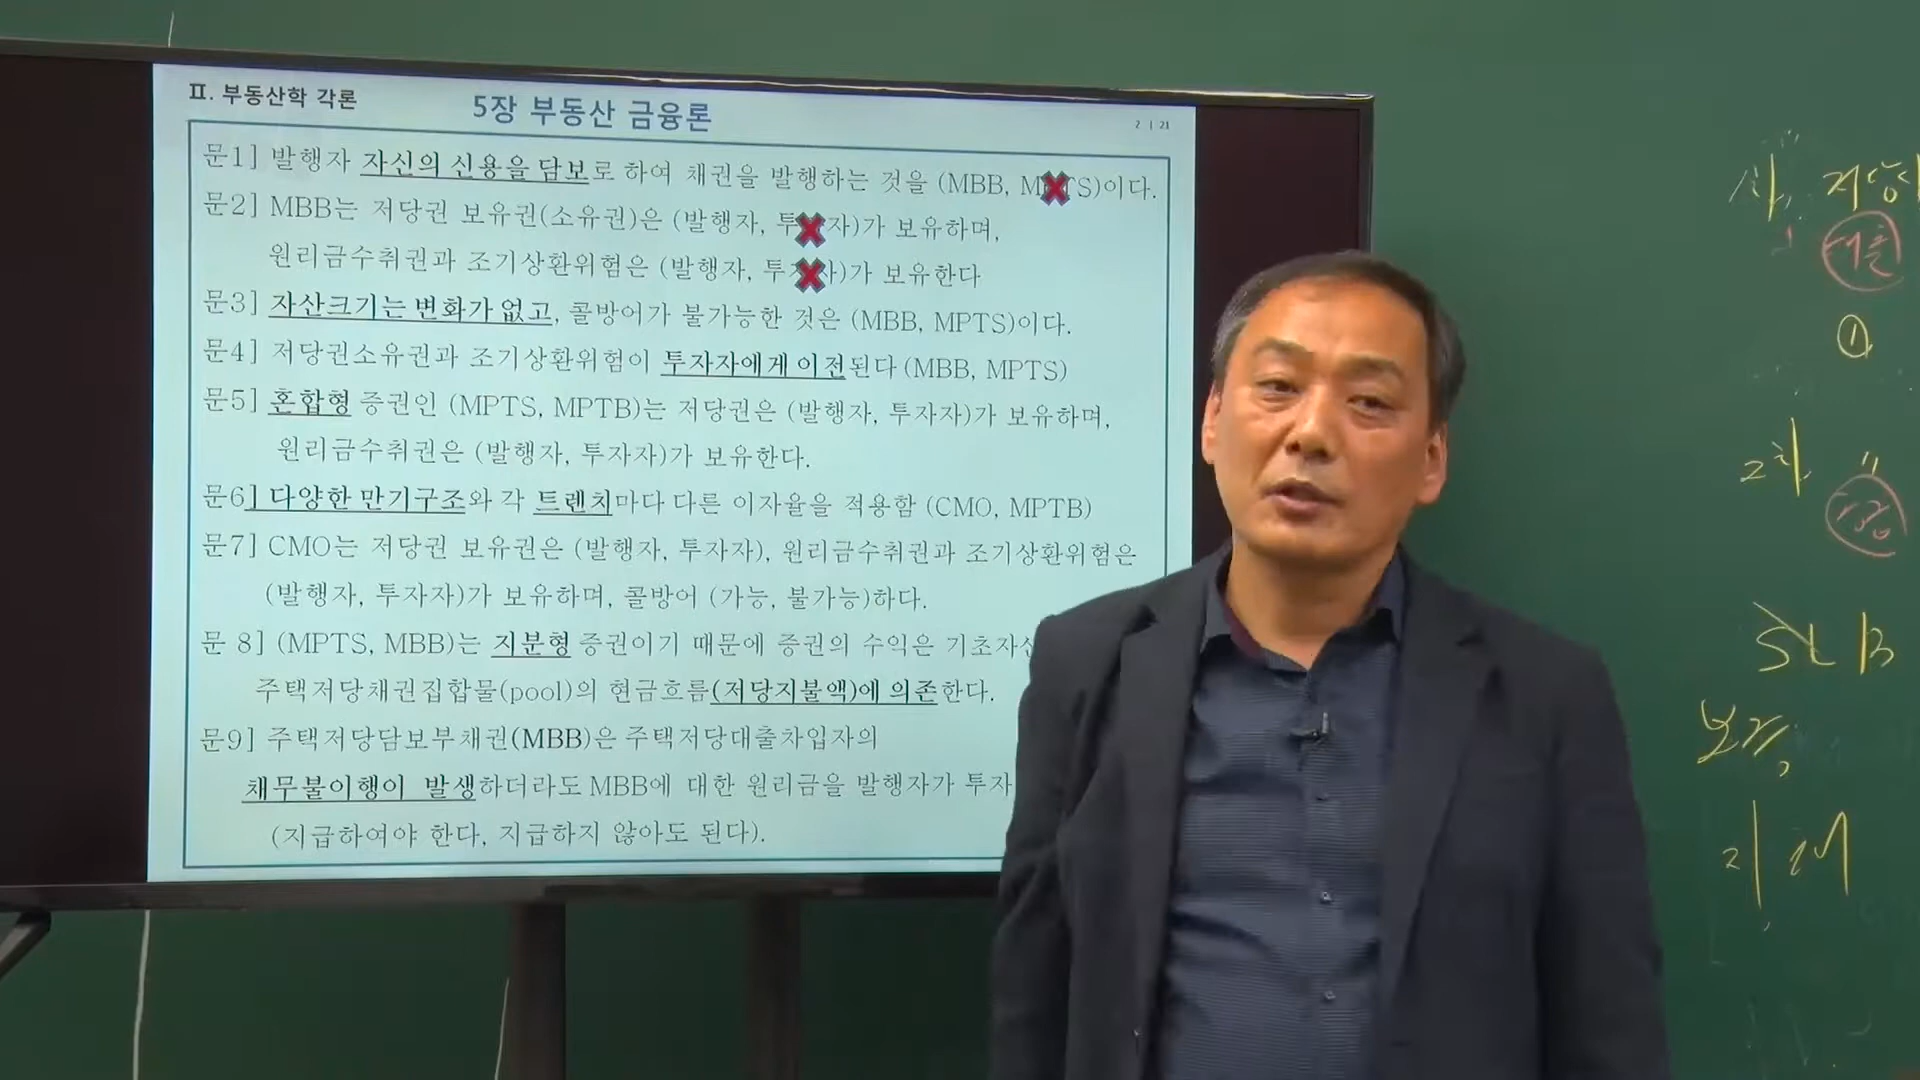 Ⅱ. 부동산학 각론
5장 부동산 금융론
2 | 21
문1] 발행자 자신의 신용을 담보로 하여 채권을 발행하는 것을 (MBB, MPTS)이다.
문2] MBB는 저당권 보유권(소유권)은 (발행자, 투자자)가 보유하며,
원리금수취권과 조기상환위험은 (발행자, 투자자)가 보유한다
문3] 자산크기는 변화가 없고, 콜방어가 불가능한 것은 (MBB, MPTS)이다.
문4] 저당권소유권과 조기상환위험이 투자자에게 이전된다 (MBB, MPTS)
문5] 혼합형 증권인 (MPTS, MPTB)는 저당권은 (발행자, 투자자)가 보유하며,
원리금수취권은 (발행자, 투자자)가 보유한다.
문6] 다양한 만기구조와 각 트렌치마다 다른 이자율을 적용함 (CMO, MPTB)
문7] CMO는 저당권 보유권은 (발행자, 투자자), 원리금수취권과 조기상환위험은
(발행자, 투자자)가 보유하며, 콜방어 (가능, 불가능)하다.
문 8] (MPTS, MBB)는 지분형 증권이기 때문에 증권의 수익은 기초자산
주택저당채권집합물(pool)의 현금흐름(저당지불액)에 의존한다.
문9] 주택저당담보부채권(MBB)은 주택저당대출차입자의
채무불이행이 발생하더라도 MBB에 대한 원리금을 발행자가 투자
(지급하여야 한다, 지급하지 않아도 된다).
①
2차 "